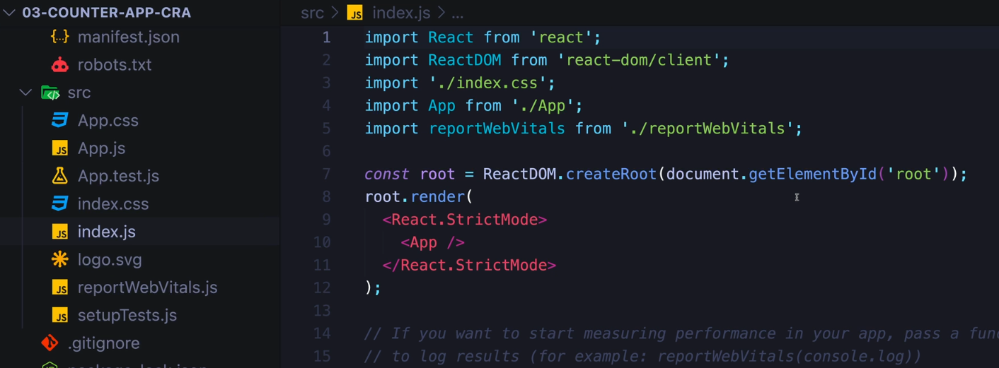 03-COUNTER-APP-CRA
manifest.json
robots.txt
src
App.css
App.js
App.test.js
index.css
index.js
logo.svg
reportWebVitals.js
setupTests.js
.gitignore
package-lock.json
src > JS index.js > ...
1 import React from 'react';
2 import ReactDOM from 'react-dom/client';
3 import './index.css';
4 import App from './App';
5 import reportWebVitals from './reportWebVitals';
6
7 const root = ReactDOM.createRoot(document.getElementById('root'));
8 root.render(
9 <React.StrictMode>
10 <App />
11 </React.StrictMode>
12 );
13
14 // If you want to start measuring performance in your app, pass a func
15 // to log results (for example: reportWebVitals(console.log))